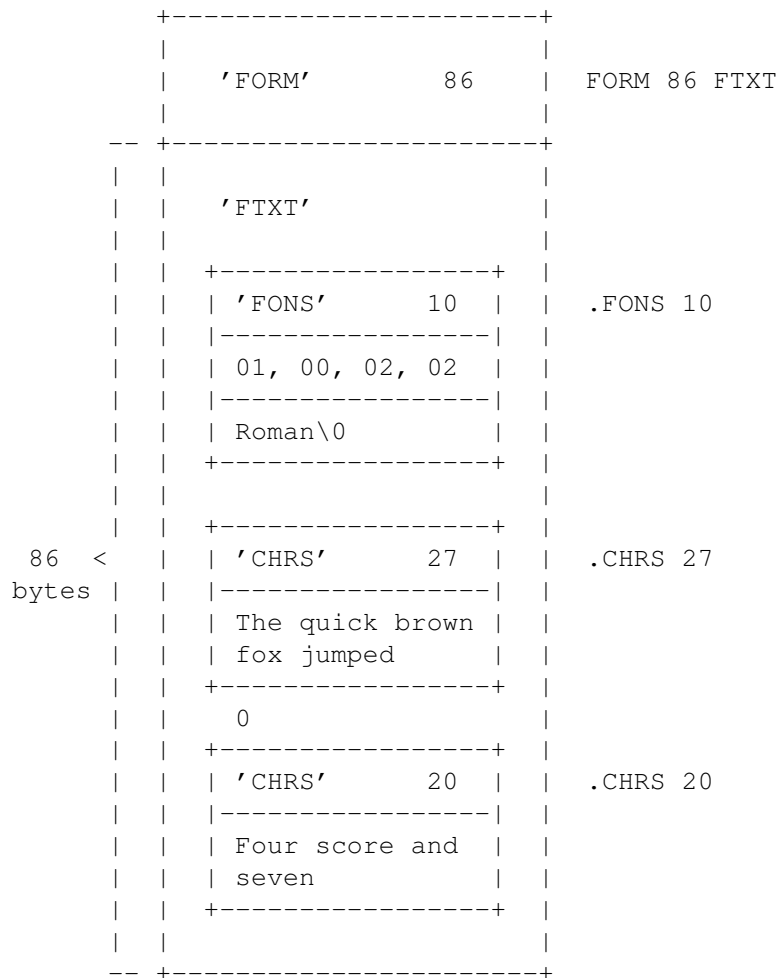 'FORM' 86 FORM 86 FTXT
'FTXT'
'FONS' 10 .FONS 10
01, 00, 02, 02
Roman\0
86 < 'CHRS' 27 .CHRS 27
bytes
The quick brown
fox jumped
0
'CHRS' 20 .CHRS 20
Four score and
seven